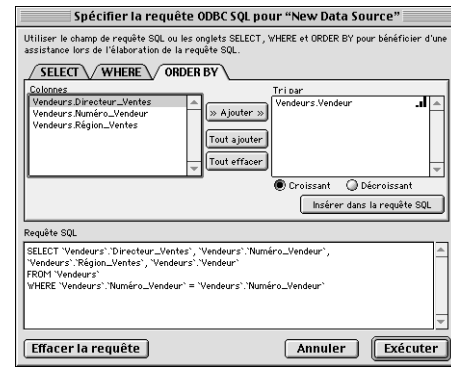 Spécifier la requête ODBC SQL pour “New Data Source”
Utiliser le champ de requête SQL ou les onglets SELECT, WHERE et ORDER BY pour bénéficier d'une
assistance lors de l'élaboration de la requête SQL.
SELECT WHERE ORDER BY
Colonnes
Vendeurs.Directeur_Ventes
Vendeurs.Numéro_Vendeur
Vendeurs.Région_Ventes
» Ajouter »
Tout ajouter
Tout effacer
Tri par
Vendeurs.Vendeur
Croissant Décroissant
Insérer dans la requête SQL
Requête SQL
SELECT `Vendeurs`.`Directeur_Ventes`, `Vendeurs`.`Numéro_Vendeur`,
`Vendeurs`.`Région_Ventes`, `Vendeurs`.`Vendeur`
FROM `Vendeurs`
WHERE `Vendeurs`.`Numéro_Vendeur` = `Vendeurs`.`Numéro_Vendeur`
Effacer la requête Annuler Exécuter